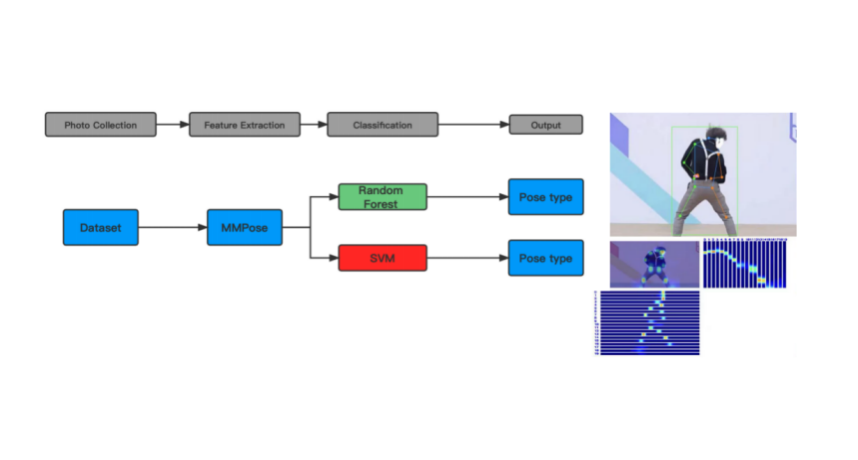 Photo Collection
Feature Extraction
Classification
Output
Random
Forest
Pose type
Dataset
MMPose
SVM
Pose type